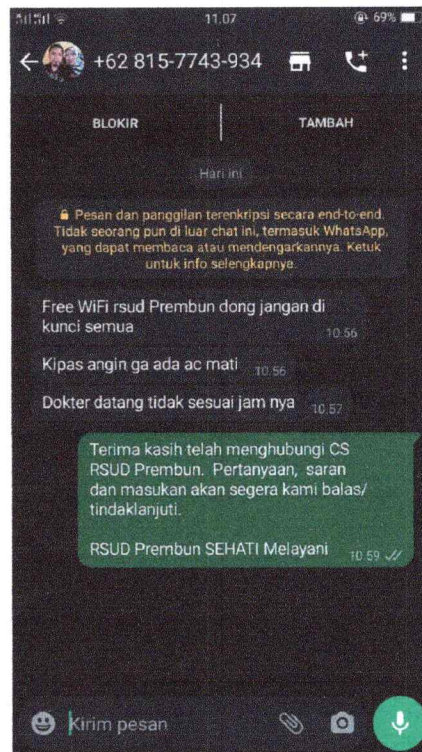 11.07
69%
+62 815-7743-934
BLOKIR
TAMBAH
Hari ini
Pesan dan panggilan terenkripsi secara end-to-end.
Tidak seorang pun di luar chat ini, termasuk WhatsApp,
yang dapat membaca atau mendengarkannya. Ketuk
untuk info selengkapnya.
Free WiFi rsud Prembun dong jangan di
kunci semua
10.56
Kipas angin ga ada ac mati 10.56
Dokter datang tidak sesuai jam nya 10.57
Terima kasih telah menghubungi CS
RSUD Prembun. Pertanyaan, saran
dan masukan akan segera kami balas/
tindaklanjuti.
RSUD Prembun SEHATI Melayani 10.59
Kirim pesan